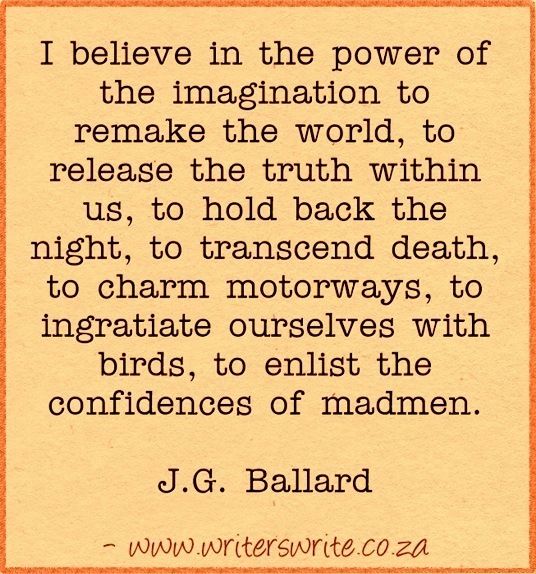 I believe in the power of
the imagination to
remake the world, to
release the truth within
us, to hold back the
night, to transcend death,
to charm motorways, to
ingratiate ourselves with
birds, to enlist the
confidences of madmen.
J.G. Ballard
- www.writerswrite.co.za